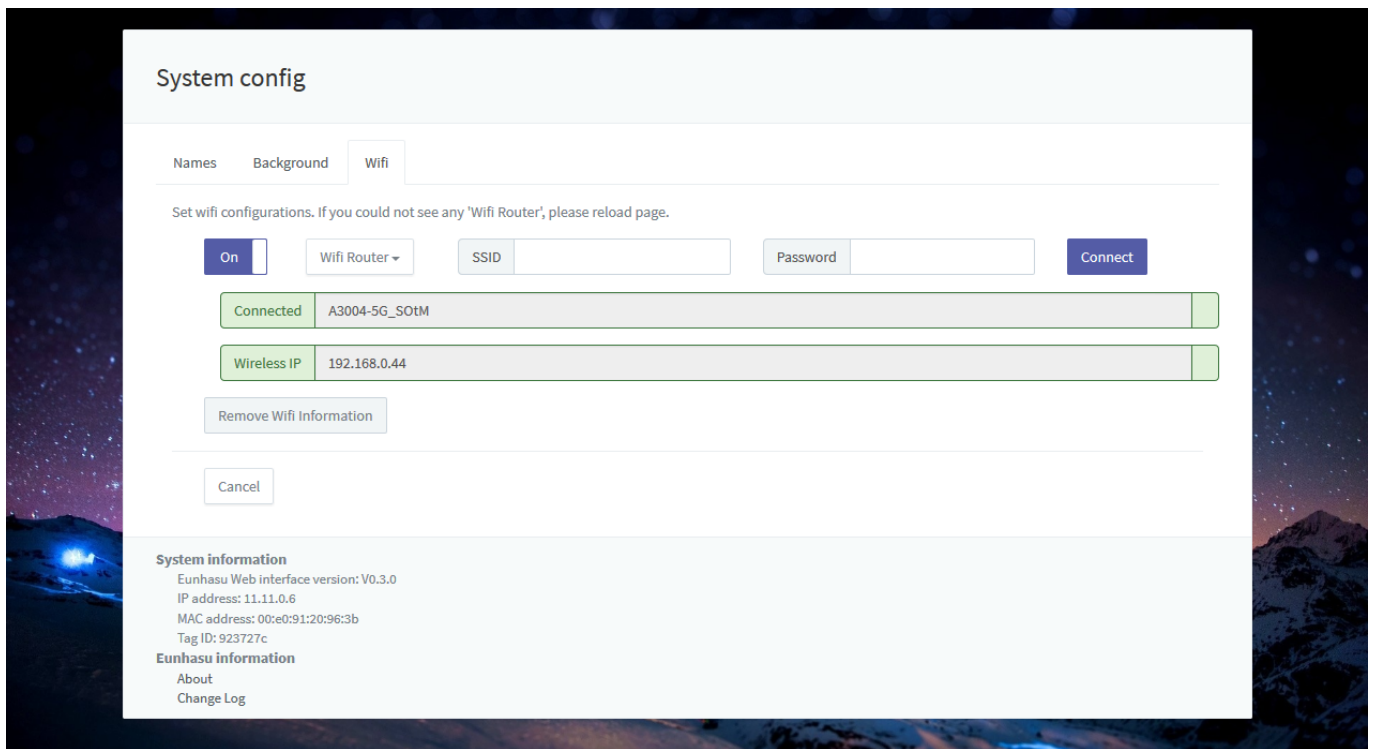 System config
Names Background Wifi
Set wifi configurations. If you could not see any 'Wifi Router', please reload page.
On Wifi Router SSID Password Connect
Connected A3004-5G_SOtM
Wireless IP 192.168.0.44
Remove Wifi Information
Cancel
System information
Eunhasu Web interface version: V0.3.0
IP address: 11.11.0.6
MAC address: 00:e0:91:20:96:3b
Tag ID: 923727c
Eunhasu information
About
Change Log